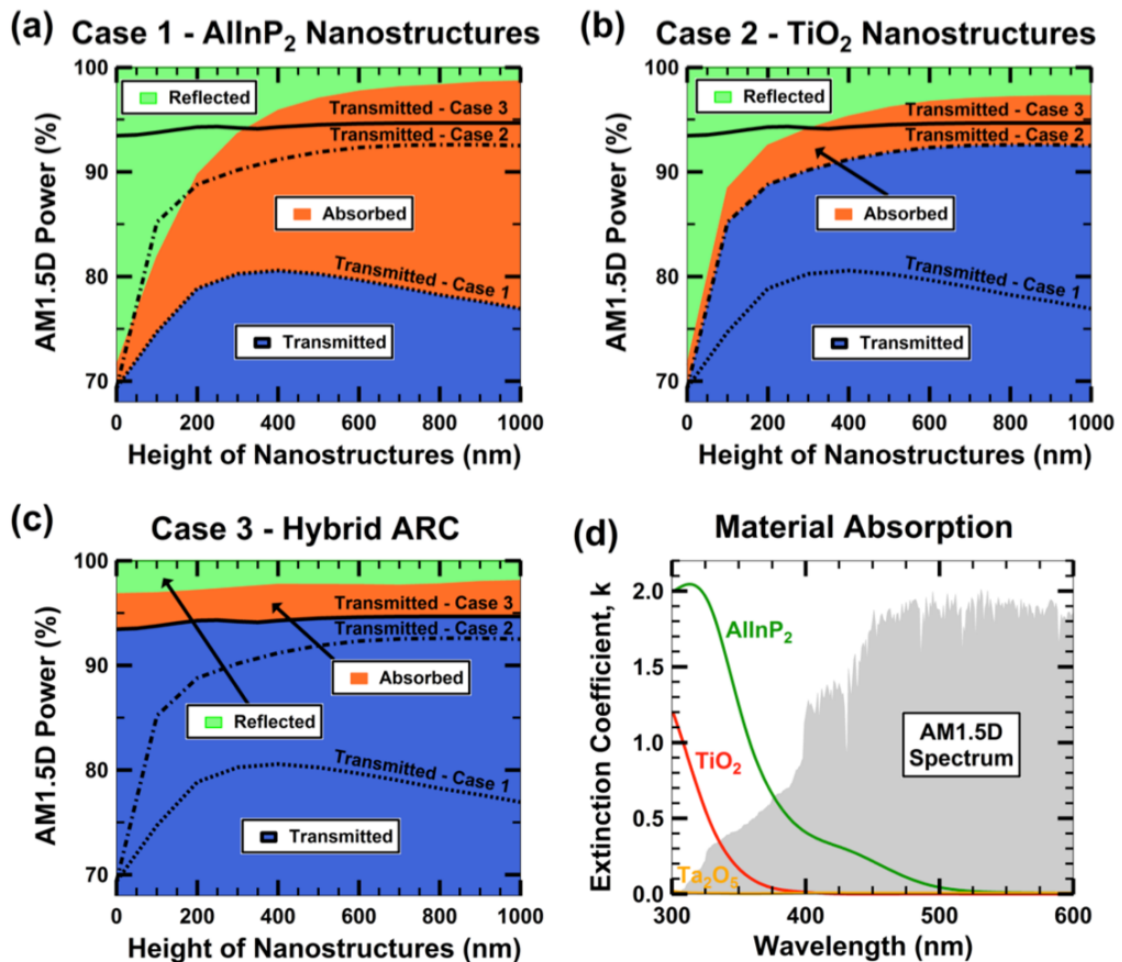 (a) Case 1 - AlInP2 Nanostructures
100
90
80
70
AM1.5D Power (%)
Reflected
Transmitted - Case 3
Transmitted - Case 2
Absorbed
Transmitted - Case 1
Transmitted
0 200 400 600 800 1000
Height of Nanostructures (nm)
(b) Case 2 - TiO2 Nanostructures
100
90
80
70
AM1.5D Power (%)
Reflected
Transmitted - Case 3
Transmitted - Case 2
Absorbed
Transmitted - Case 1
Transmitted
0 200 400 600 800 1000
Height of Nanostructures (nm)
(c) Case 3 - Hybrid ARC
100
90
80
70
AM1.5D Power (%)
Transmitted - Case 3
Transmitted - Case 2
Absorbed
Reflected
Transmitted - Case 1
Transmitted
0 200 400 600 800 1000
Height of Nanostructures (nm)
(d) Material Absorption
2.0
1.5
1.0
0.5
0.0
Extinction Coefficient, k
AlInP2
TiO2
Ta2O5
AM1.5D
Spectrum
300 400 500 600
Wavelength (nm)